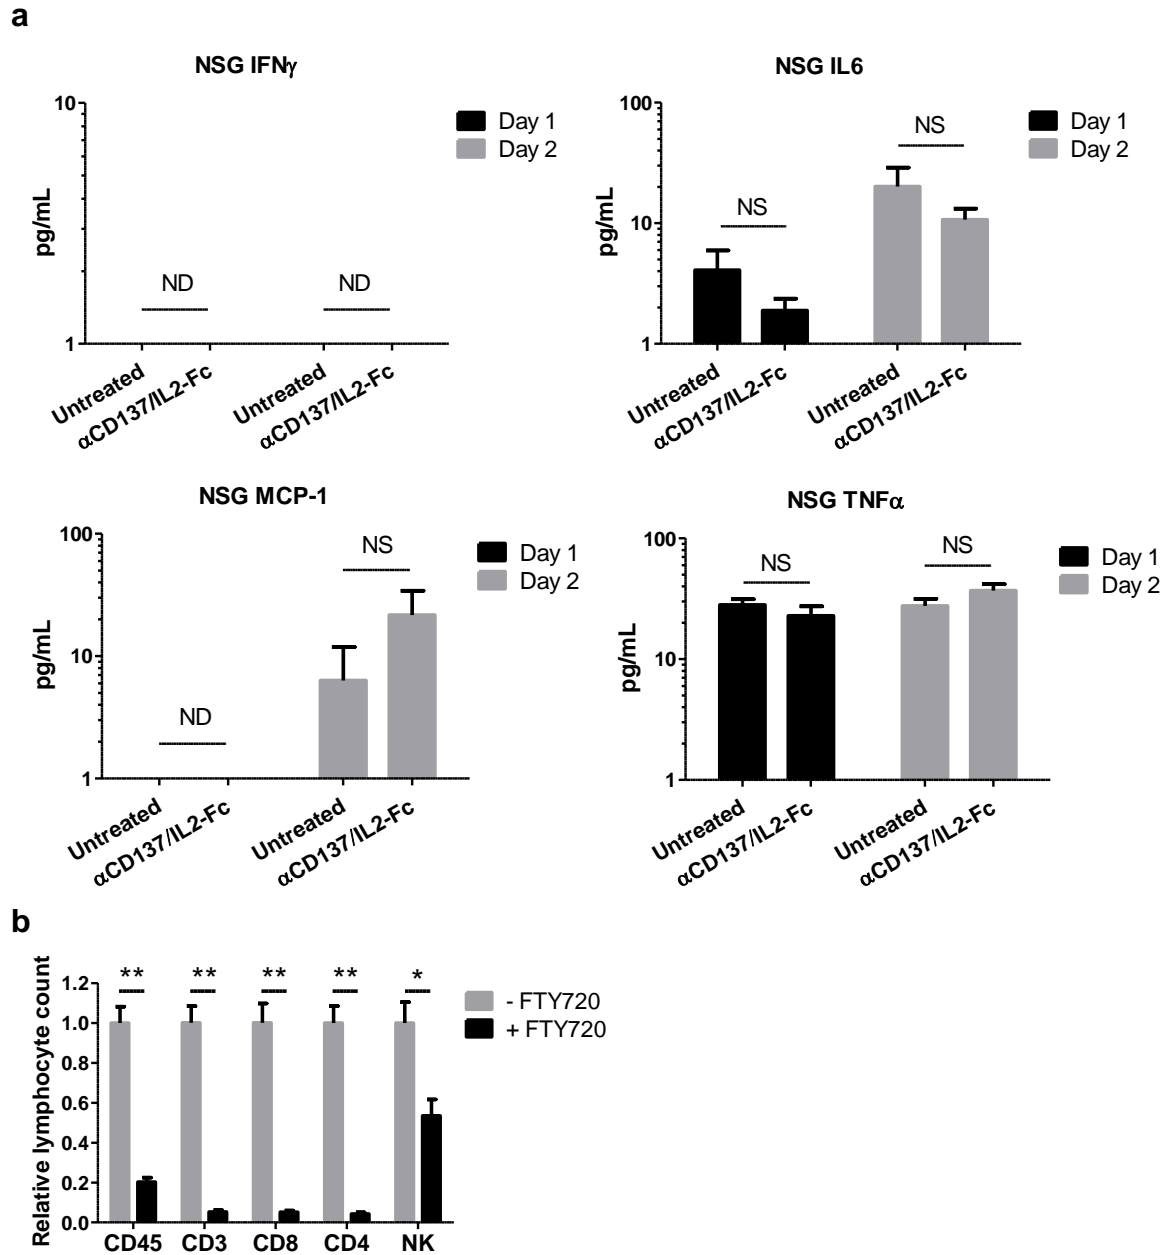 a
NSG IFNγ
10
1
pg/mL
ND
ND
Day 1
Day 2
Untreated
αCD137/IL2-Fc
Untreated
αCD137/IL2-Fc
NSG IL6
100
10
1
pg/mL
NS
NS
Day 1
Day 2
Untreated
αCD137/IL2-Fc
Untreated
αCD137/IL2-Fc
NSG MCP-1
100
10
1
pg/mL
ND
NS
Day 1
Day 2
Untreated
αCD137/IL2-Fc
Untreated
αCD137/IL2-Fc
NSG TNFα
100
10
1
pg/mL
NS
NS
Day 1
Day 2
Untreated
αCD137/IL2-Fc
Untreated
αCD137/IL2-Fc
b
Relative lymphocyte count
1.2
1.0
0.8
0.6
0.4
0.2
0.0
** ** ** ** *
- FTY720
+ FTY720
CD45 CD3 CD8 CD4 NK